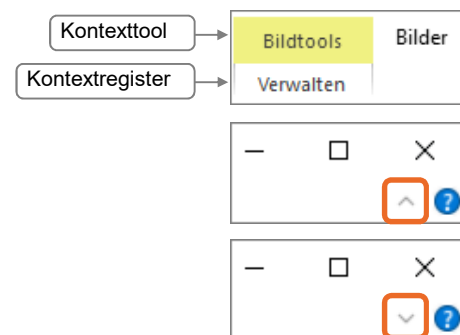 Kontexttool
Bildtools Bilder
Kontextregister
Verwalten
?
?